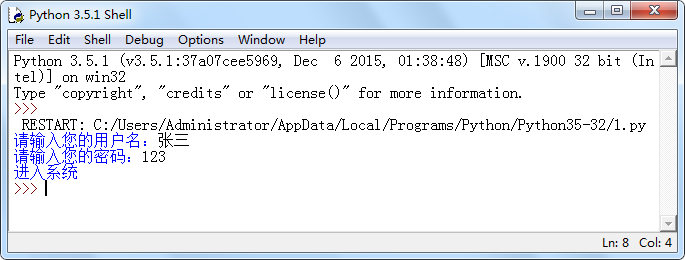 Python 3.5.1 Shell
File Edit Shell Debug Options Window Help
Python 3.5.1 (v3.5.1:37a07cee5969, Dec  6 2015, 01:38:48) [MSC v.1900 32 bit (In
tel)] on win32
Type "copyright", "credits" or "license()" for more information.
>>>
 RESTART: C:/Users/Administrator/AppData/Local/Programs/Python/Python35-32/1.py
请输入您的用户名：张三
请输入您的密码：123
进入系统
>>>
Ln: 8 Col: 4